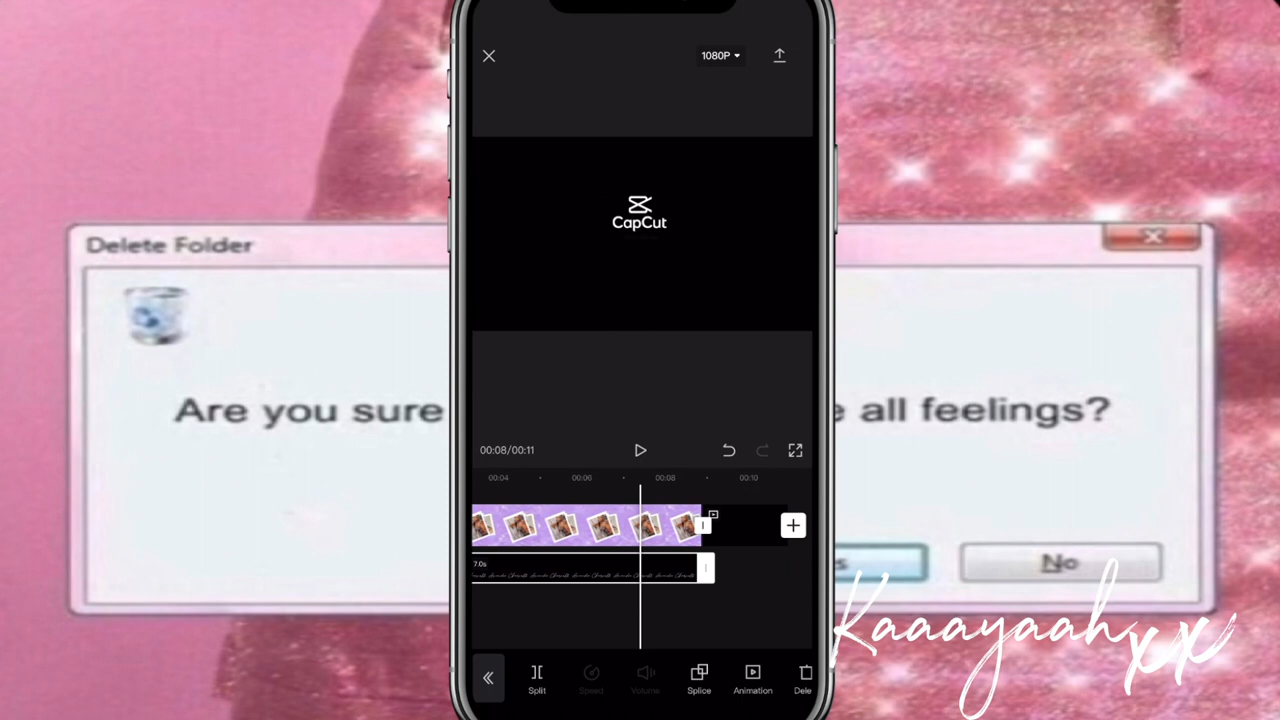 1080P
CapCut
Delete Folder
Are you sure
all feelings?
00:08/00:11
00:04
00:06
00:08
00:10
7.0s
No
Kaaayaahxx
Split
Speed
Volume
Splice
Animation
Dele